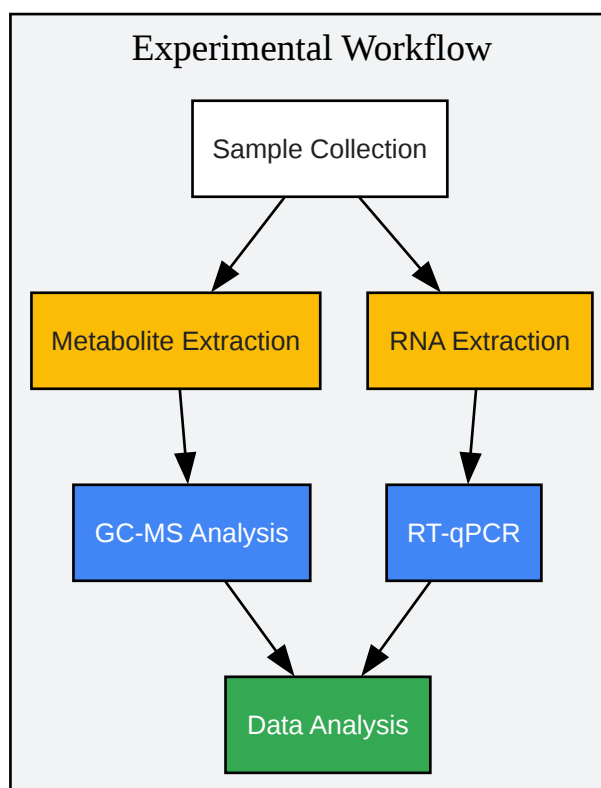 Experimental Workflow
Sample Collection
Metabolite Extraction
RNA Extraction
GC-MS Analysis
RT-qPCR
Data Analysis